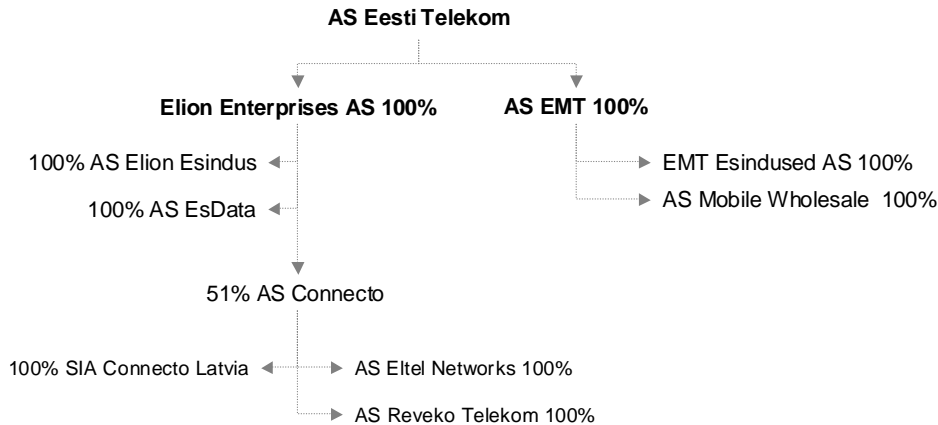 AS Eesti Telekom
Elion Enterprises AS 100%
AS EMT 100%
100% AS Elion Esindus
EMT Esindused AS 100%
100% AS EsData
AS Mobile Wholesale 100%
51% AS Connecto
100% SIA Connecto Latvia
AS Eltel Networks 100%
AS Reveko Telekom 100%